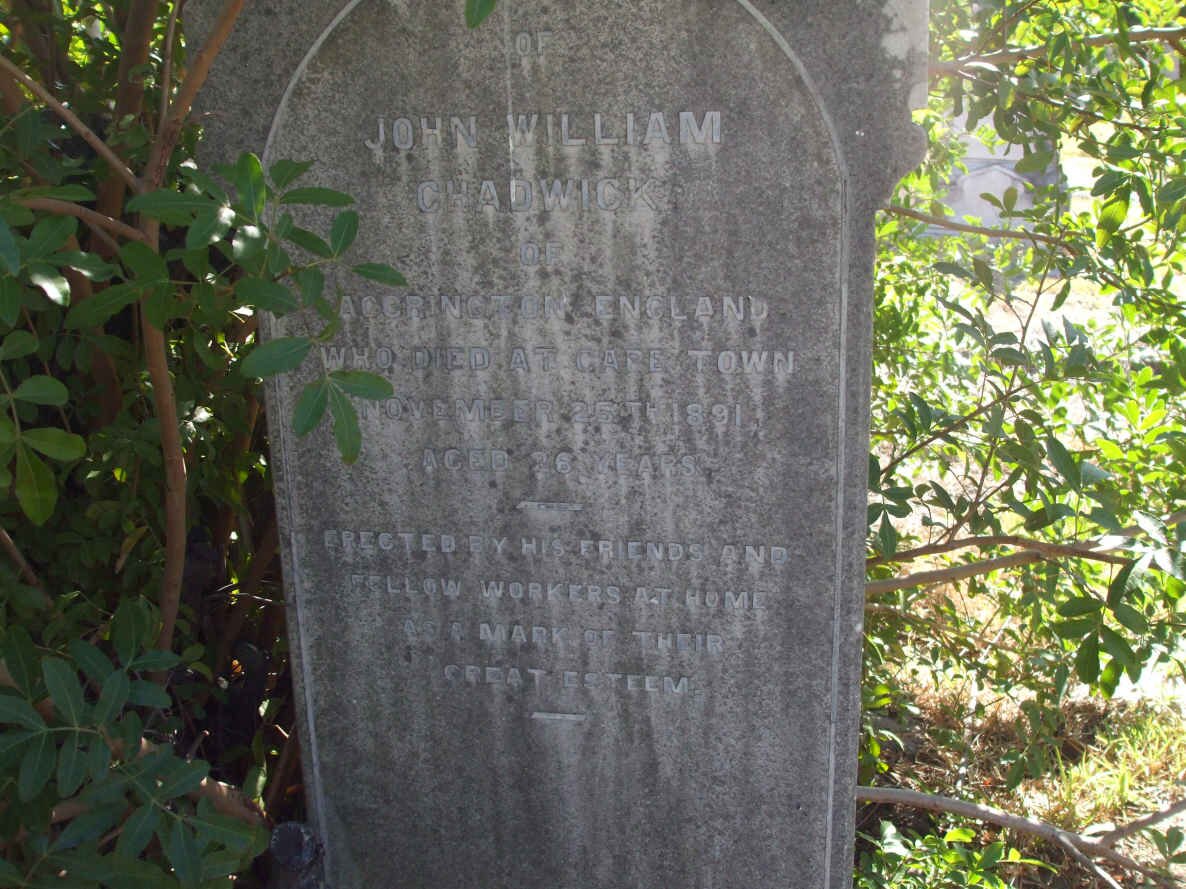 OF
JOHN WILLIAM
CHADWICK
OF
ACCRINGTON, ENGLAND
WHO DIED AT CAPE TOWN
NOVEMBER 25TH 1891,
AGED 26 YEARS.
ERECTED BY HIS FRIENDS AND
FELLOW WORKERS AT HOME
AS A MARK OF THEIR
GREAT ESTEEM.